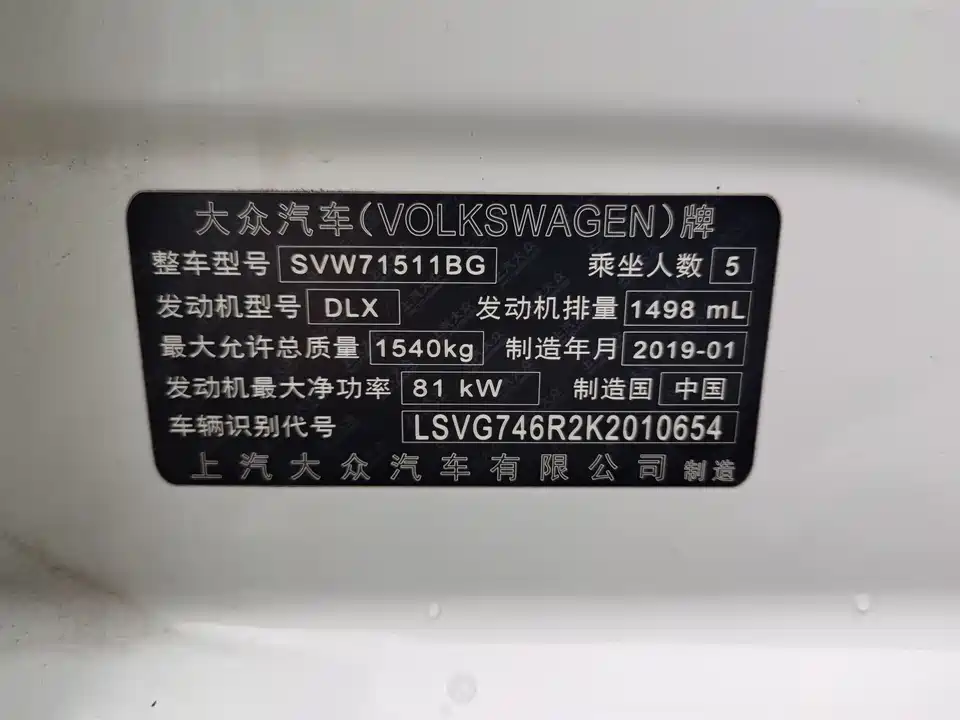 大众汽车(VOLKSWAGEN)牌
整车型号 SVW71511BG 乘坐人数 5
发动机型号 DLX 发动机排量 1498 mL
最大允许总质量 1540kg 制造年月 2019-01
发动机最大净功率 81 kW 制造国 中国
车辆识别代号 LSVG746R2K2010654
上汽大众汽车有限公司 制造